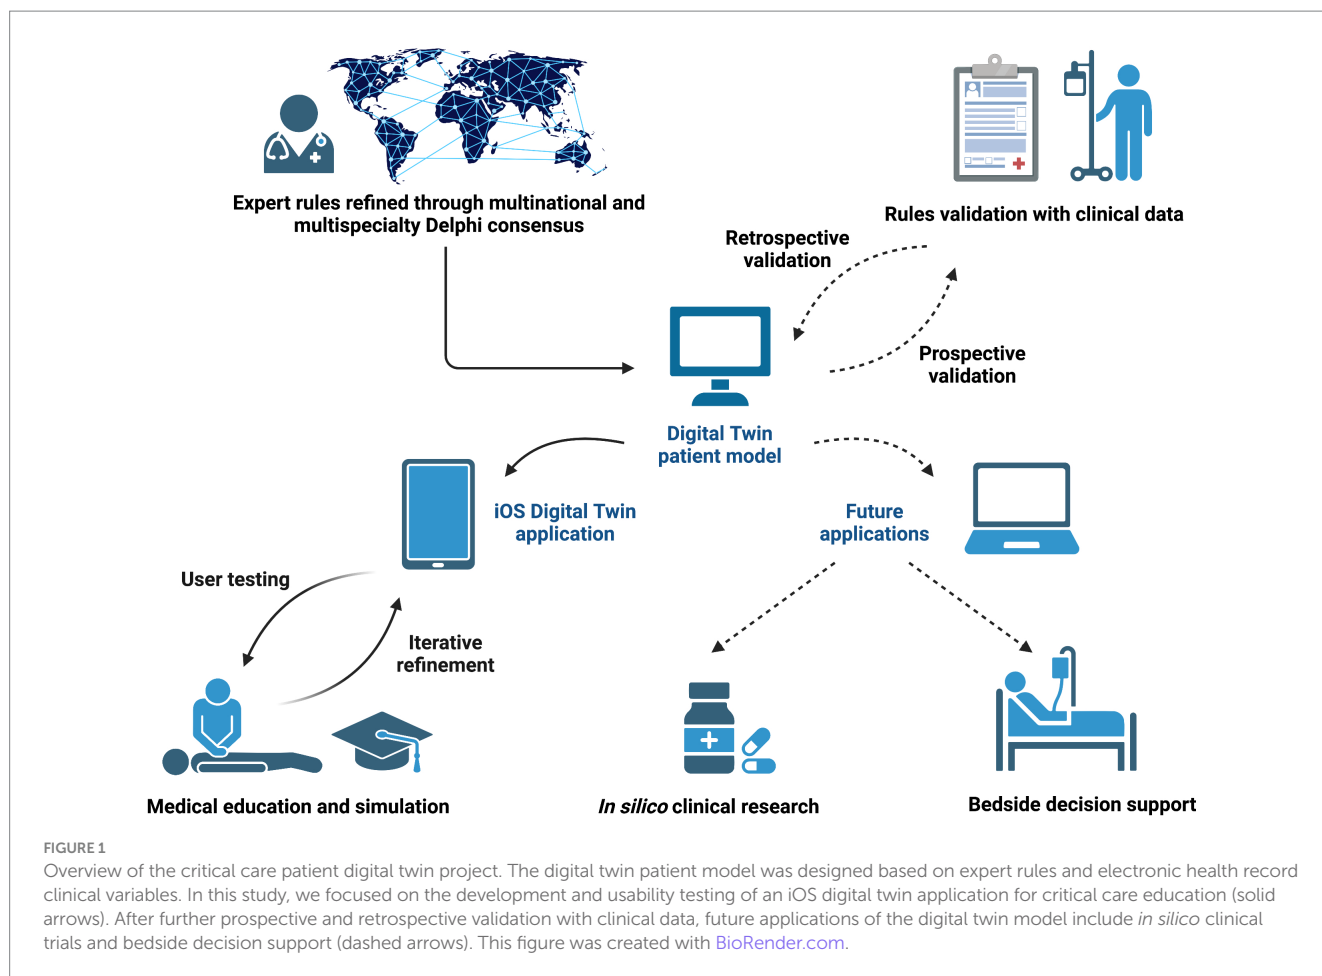 Expert rules refined through multinational and
multispecialty Delphi consensus
Rules validation with clinical data
Retrospective
validation
Prospective
validation
Digital Twin
patient model
iOS Digital Twin
application
Future
applications
User testing
Iterative
refinement
Medical education and simulation
In silico clinical research
Bedside decision support
FIGURE 1
Overview of the critical care patient digital twin project. The digital twin patient model was designed based on expert rules and electronic health record
clinical variables. In this study, we focused on the development and usability testing of an iOS digital twin application for critical care education (solid
arrows). After further prospective and retrospective validation with clinical data, future applications of the digital twin model include in silico clinical
trials and bedside decision support (dashed arrows). This figure was created with BioRender.com.